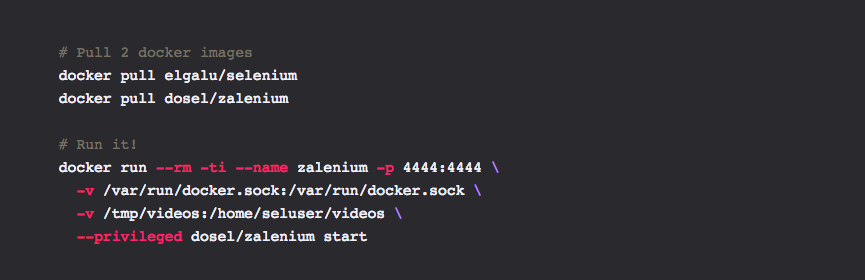 # Pull 2 docker images
docker pull elgalu/selenium
docker pull dosel/zalenium
# Run it!
docker run --rm -ti --name zalenium -p 4444:4444 \
-v /var/run/docker.sock:/var/run/docker.sock \
-v /tmp/videos:/home/seluser/videos \
--privileged dosel/zalenium start